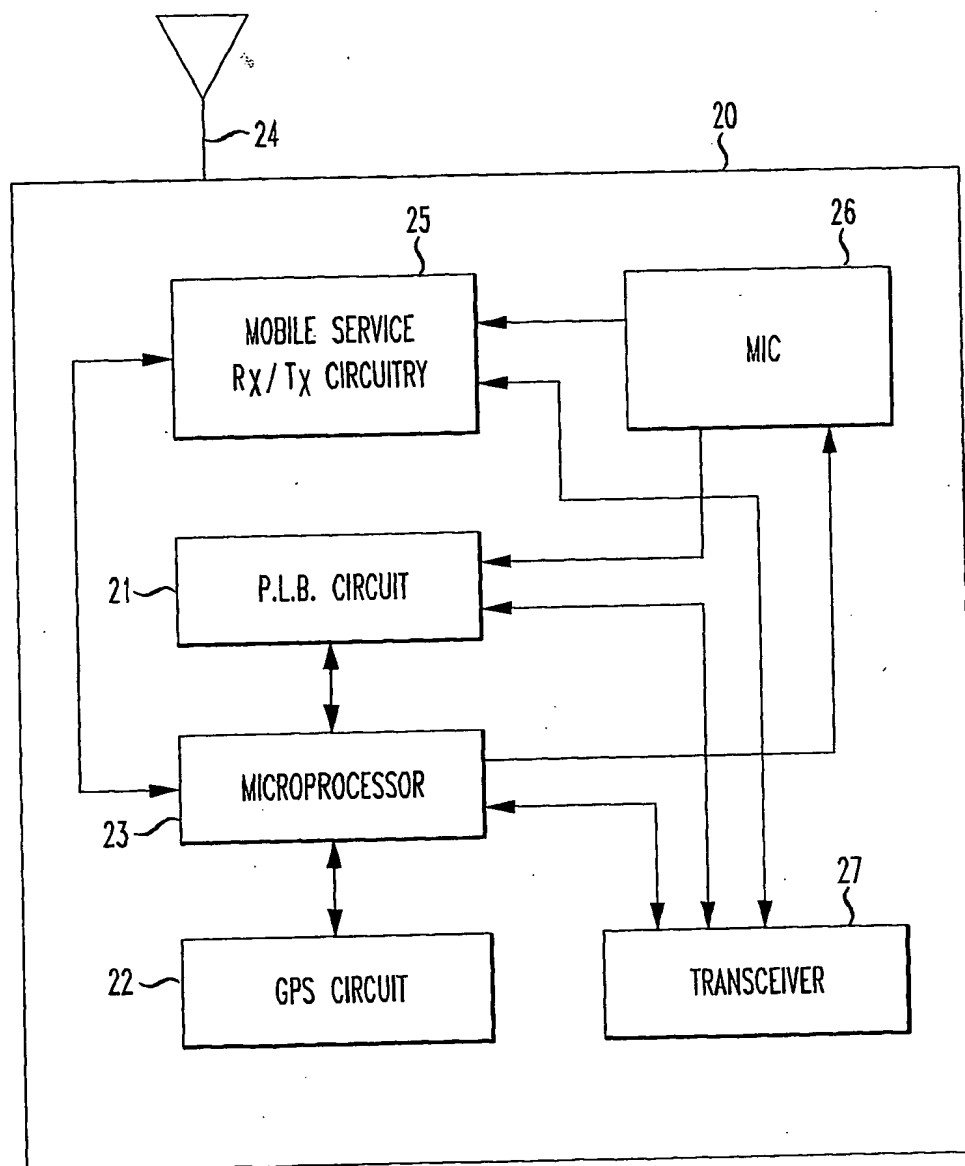 24
20
25
26
MOBILE SERVICE
RX/TX CIRCUITRY
MIC
21
P.L.B. CIRCUIT
MICROPROCESSOR
23
27
22
GPS CIRCUIT
TRANSCEIVER